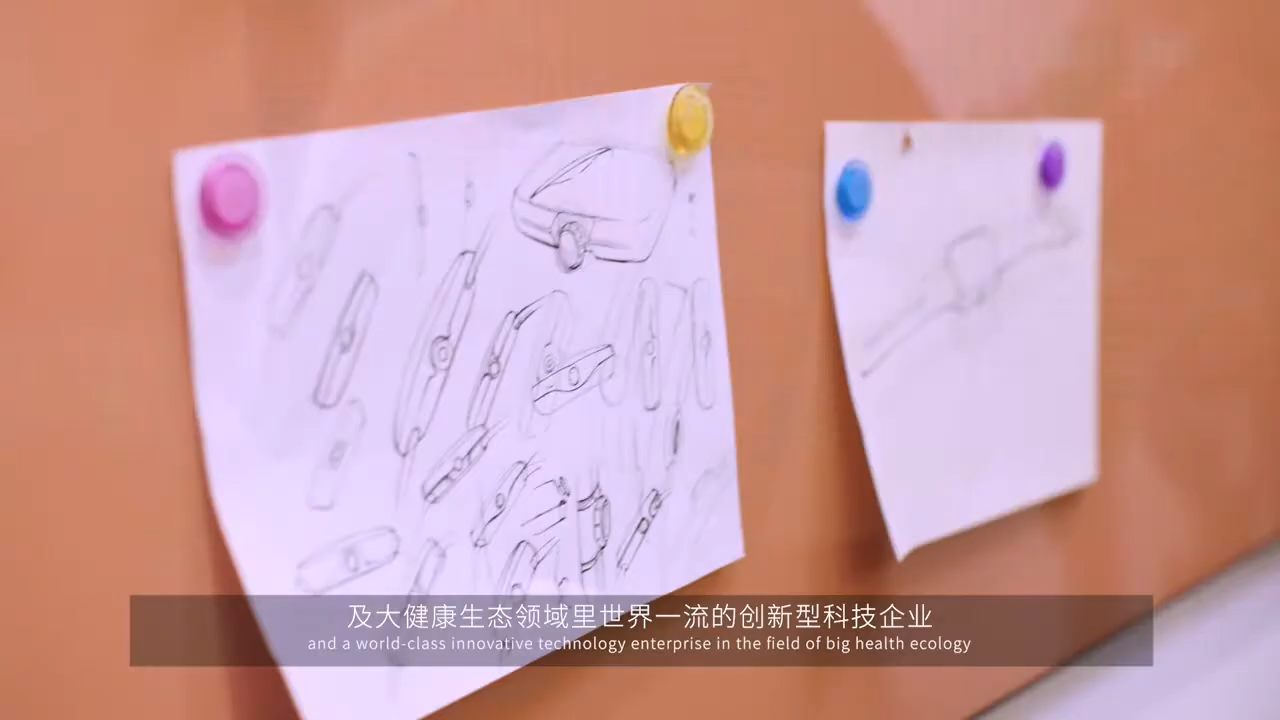 及大健康生态领域里世界一流的创新型科技企业
and a world-class innovative technology enterprise in the field of big health ecology